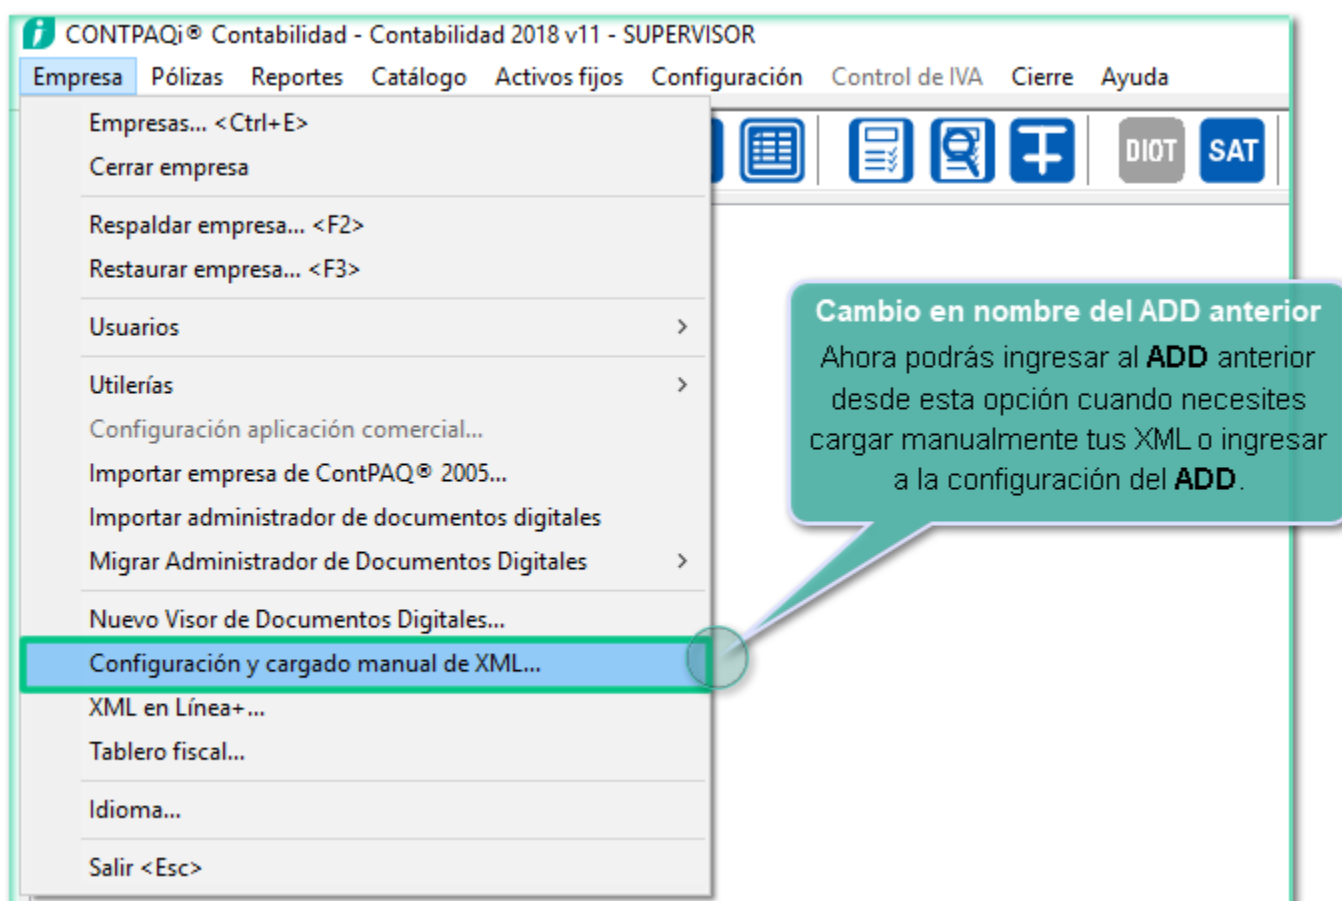 CONTPAQi® Contabilidad - Contabilidad 2018 v11 - SUPERVISOR
Empresa Pólizas Reportes Catálogo Activos fijos Configuración Control de IVA Cierre Ayuda
Empresas... <Ctrl+E>
Cerrar empresa
DIOT SAT
Respaldar empresa... <F2>
Restaurar empresa... <F3>
Usuarios
Utilerías
Configuración aplicación comercial...
Importar empresa de ContPAQ® 2005...
Importar administrador de documentos digitales
Migrar Administrador de Documentos Digitales
Nuevo Visor de Documentos Digitales...
Configuración y cargado manual de XML...
XML en Línea+...
Tablero fiscal...
Idioma...
Salir <Esc>
Cambio en nombre del ADD anterior
Ahora podrás ingresar al ADD anterior
desde esta opción cuando necesites
cargar manualmente tus XML o ingresar
a la configuración del ADD.